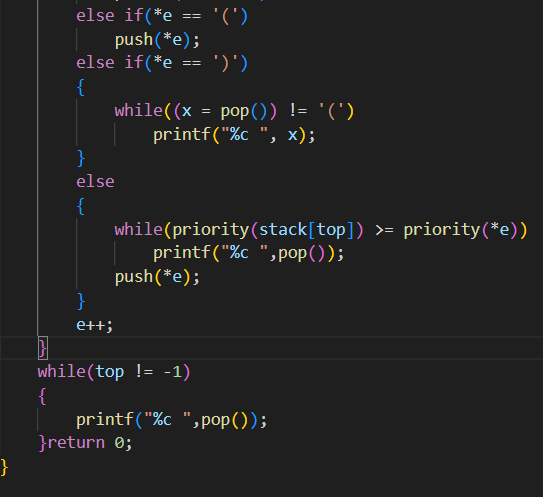 else if(*e == '(')
push(*e);
else if(*e == ')')
{
while((x = pop()) != '(')
printf("%c ", x);
}
else
{
while(priority(stack[top]) >= priority(*e))
printf("%c ",pop());
push(*e);
}
e++;
}
while(top != -1)
{
printf("%c ",pop());
}return 0;
}